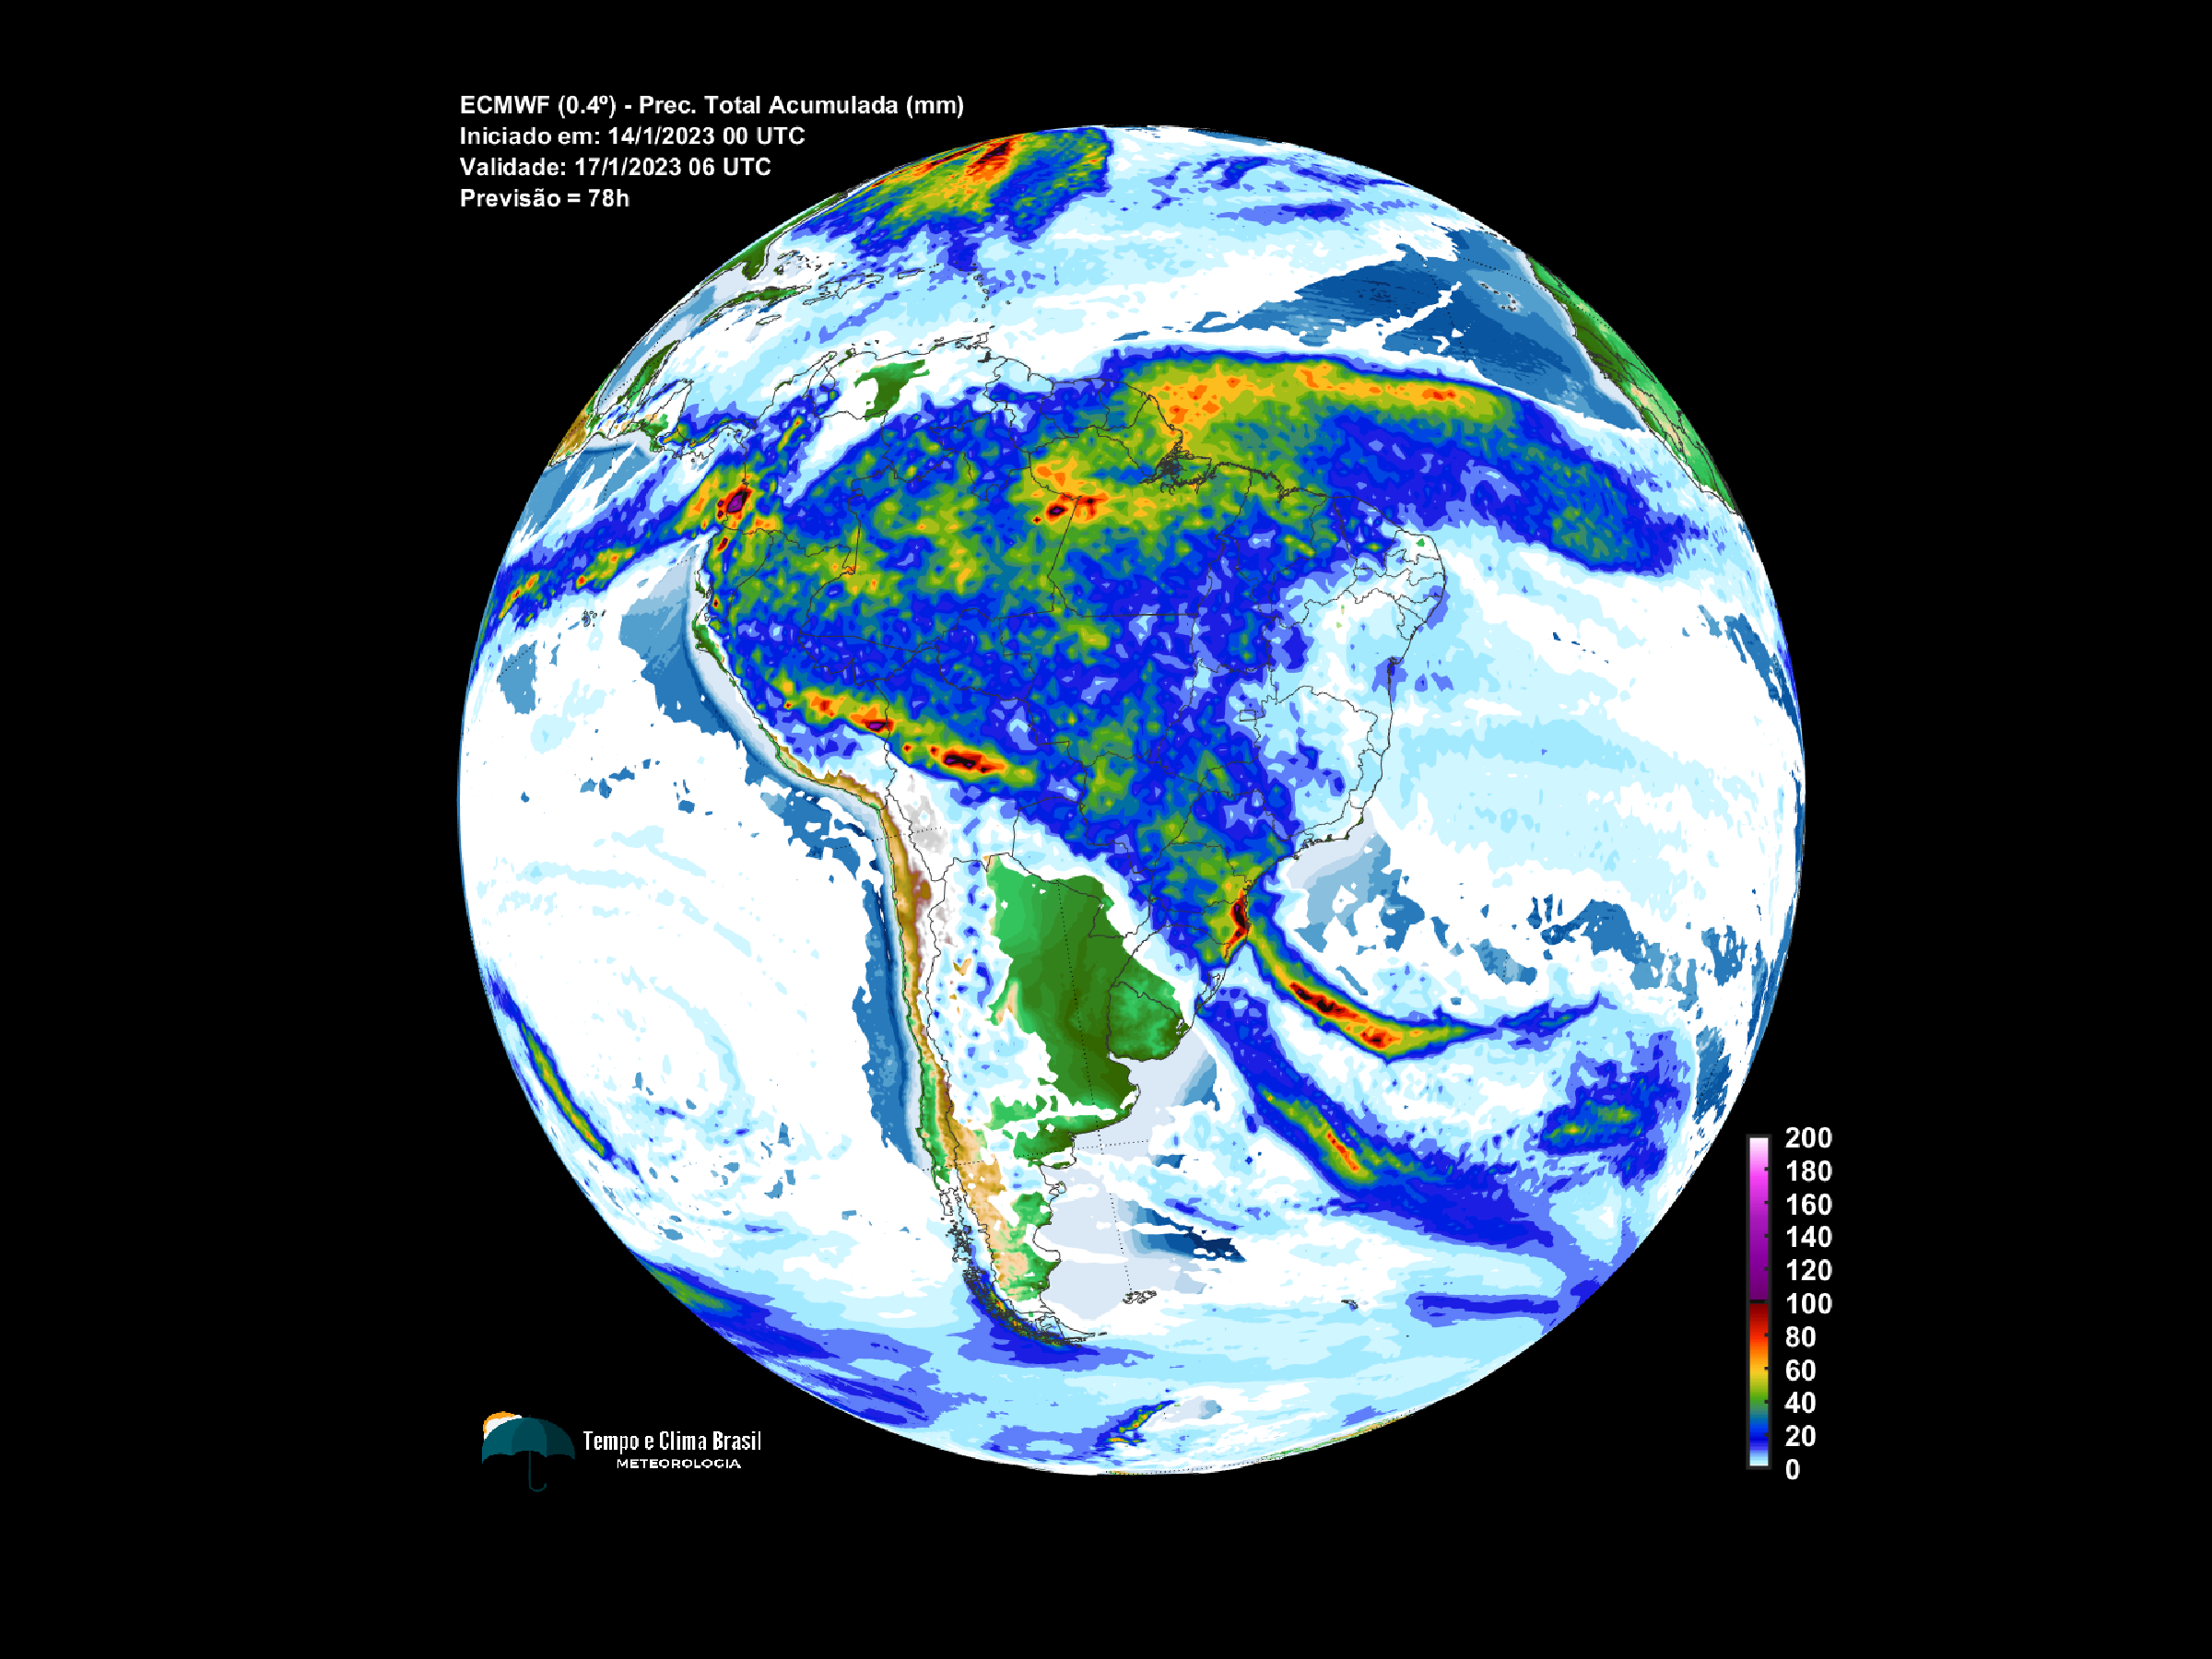 ECMWF (0.4º) - Prec. Total Acumulada (mm)
Iniciado em: 14/1/2023 00 UTC
Validade: 17/1/2023 06 UTC
Previsão = 78h
200
180
160
140
120
100
80
60
40
20
0
Tempo e Clima Brasil
METEOROLOGIA